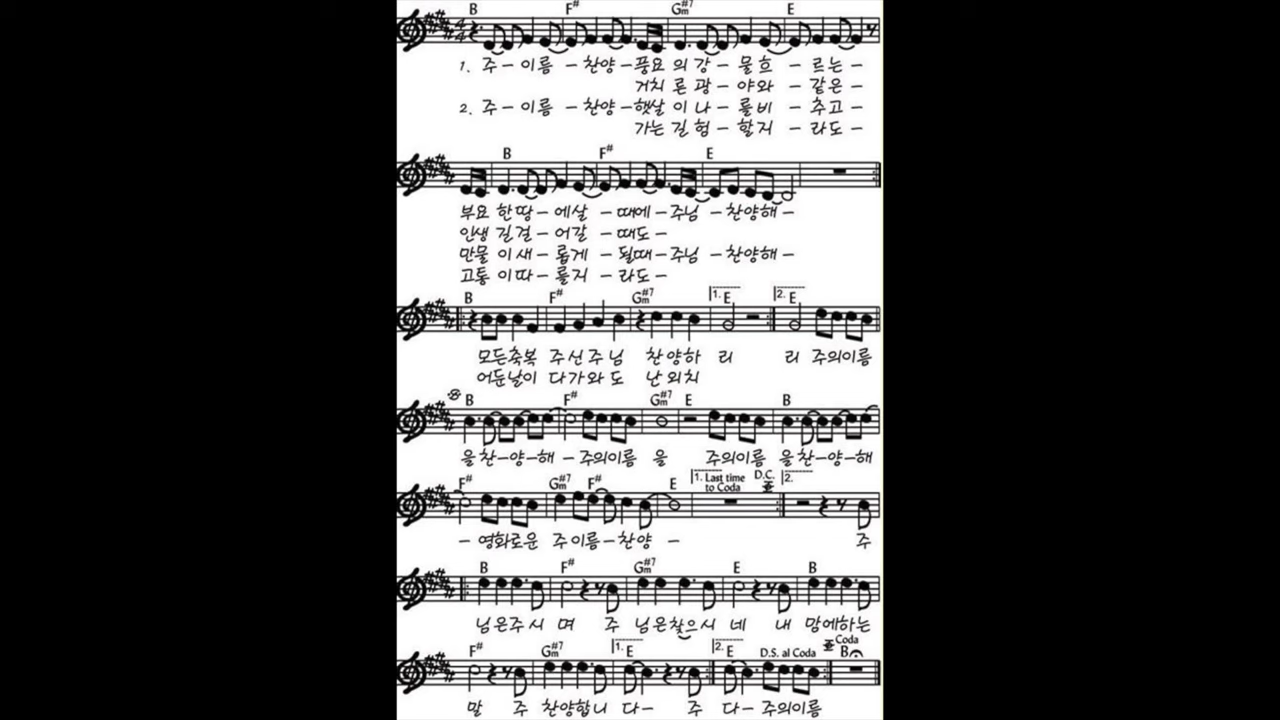 B F# G#m7 E
1. 주 - 이름 - 찬양 - 풍요 의 강 - 물 흐 - 르는 -
거치 른 광 - 야와 - 같은 -
2. 주 - 이름 - 찬양 - 햇살 이 나 - 를비 - 추고 -
가는 길 험 - 할지 - 라도 -
B F# E
부요 한 땅 - 에살 - 때에 - 주님 - 찬양해 -
인생 길 걸 - 어갈 - 때도 -
만물 이 새 - 롭게 - 될때 - 주님 - 찬양해 -
고통 이 따 - 를지 - 라도 -
B F# G#m7 1. E 2. E
모든축복 주 신 주 님 찬 양 하 리 리 주의이름
어둔날이 다 가 와 도 난 외 치
B F# G#m7 E B
을 찬 - 양 - 해 - 주의이름 을 주의이름 을 찬 - 양 - 해
F# G#m7 F# E 1. Last time to Coda D.C. 2.
- 영화로운 주 이름 - 찬양 - 주
B F# G#m7 E B
님은주 시 며 주 님은찾으시 네 내 맘에하는
F# G#m7 1. E 2. E D.S. al Coda Coda B
말 주 찬양합니 다 - 주 다 - 주의이름